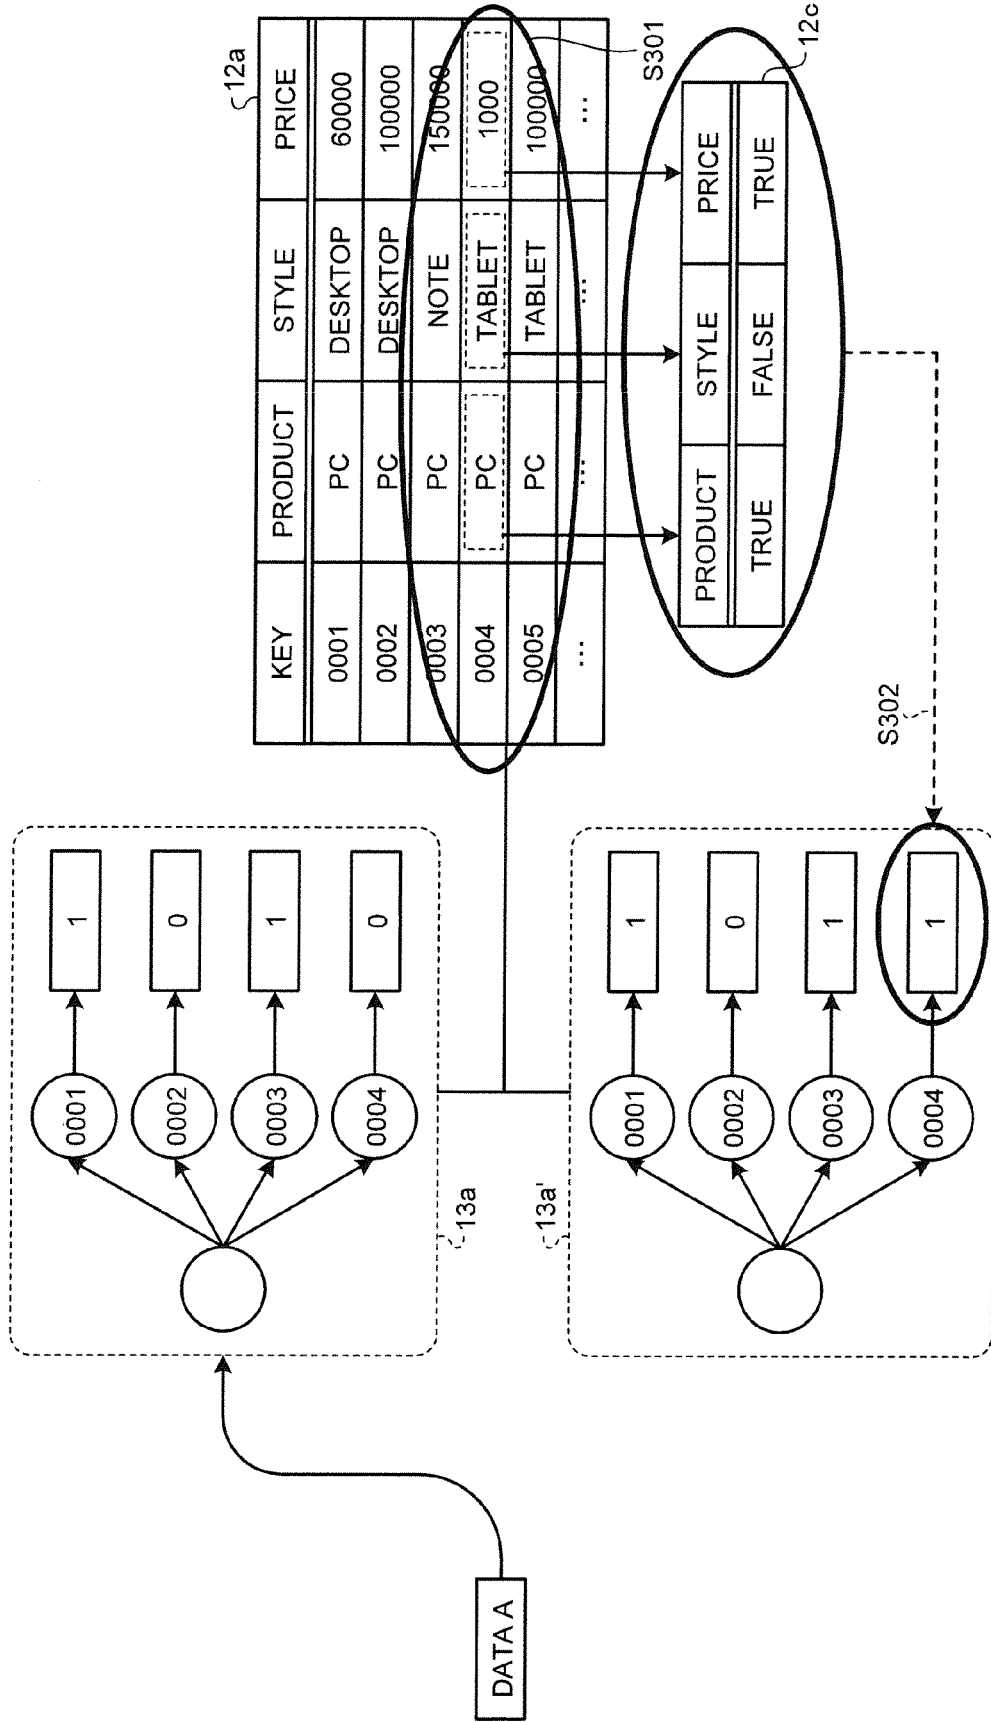 DATA A
13a
0001
0002
0003
0004
1
0
1
0
13a'
0001
0002
0003
0004
1
0
1
1
12a
KEY PRODUCT STYLE PRICE
0001 PC DESKTOP 60000
0002 PC DESKTOP 100000
0003 PC NOTE 150000
0004 PC TABLET 1000
0005 PC TABLET 100000
... ... ... ...
S301
PRODUCT STYLE PRICE
TRUE FALSE TRUE
12c
S302